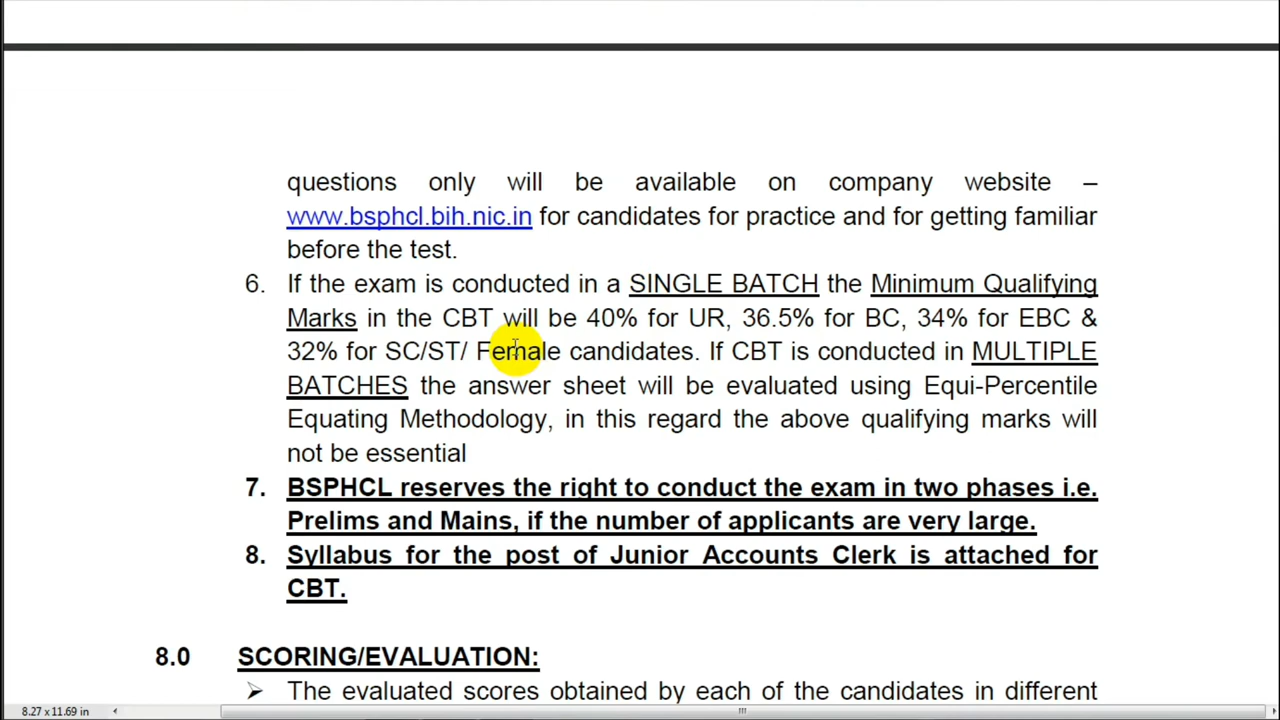 questions only will be available on company website –
www.bsphcl.bih.nic.in for candidates for practice and for getting familiar
before the test.
6. If the exam is conducted in a SINGLE BATCH the Minimum Qualifying
Marks in the CBT will be 40% for UR, 36.5% for BC, 34% for EBC &
32% for SC/ST/ Female candidates. If CBT is conducted in MULTIPLE
BATCHES the answer sheet will be evaluated using Equi-Percentile
Equating Methodology, in this regard the above qualifying marks will
not be essential
7. BSPHCL reserves the right to conduct the exam in two phases i.e.
Prelims and Mains, if the number of applicants are very large.
8. Syllabus for the post of Junior Accounts Clerk is attached for
CBT.
8.0 SCORING/EVALUATION:
➢ The evaluated scores obtained by each of the candidates in different
8.27 x 11.69 in